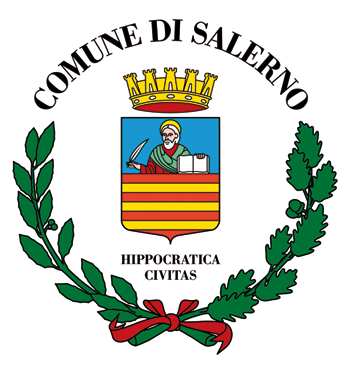 COMUNE DI SALERNO
HIPPOCRATICA
CIVITAS